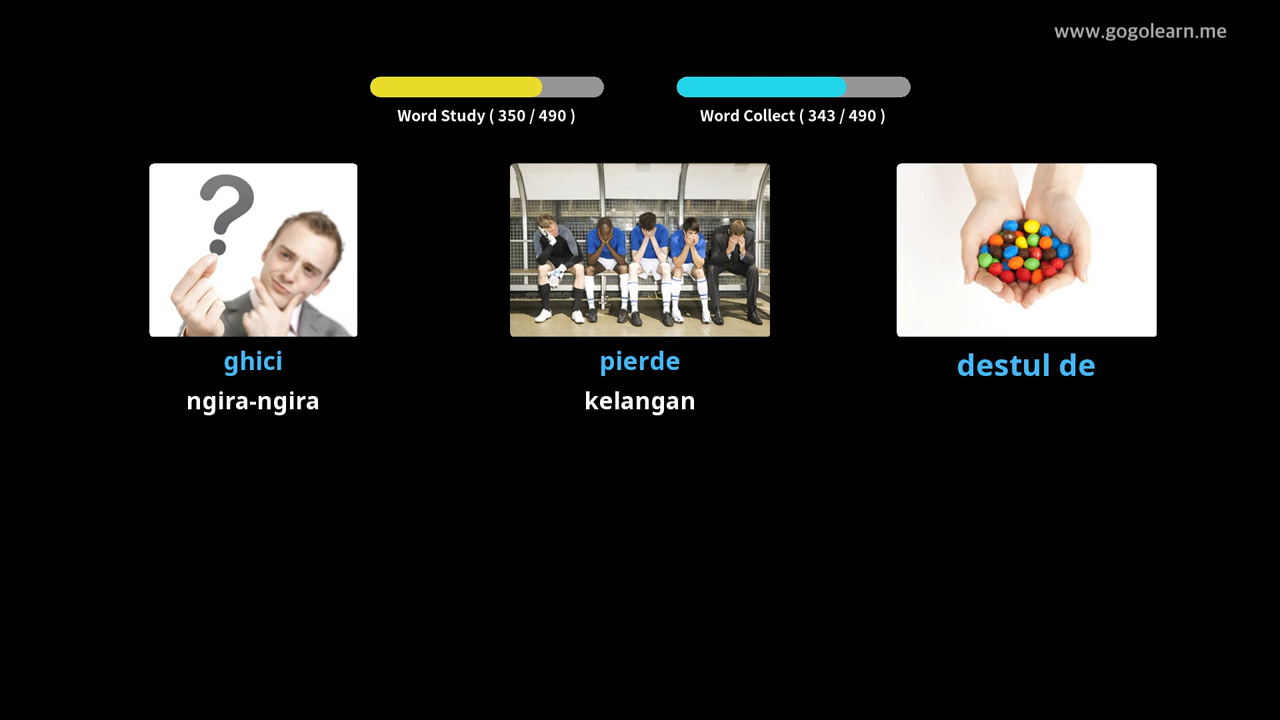 www.gogolearn.me
Word Study ( 350 / 490 )
Word Collect ( 343 / 490 )
ghici
ngira-ngira
pierde
kelangan
destul de